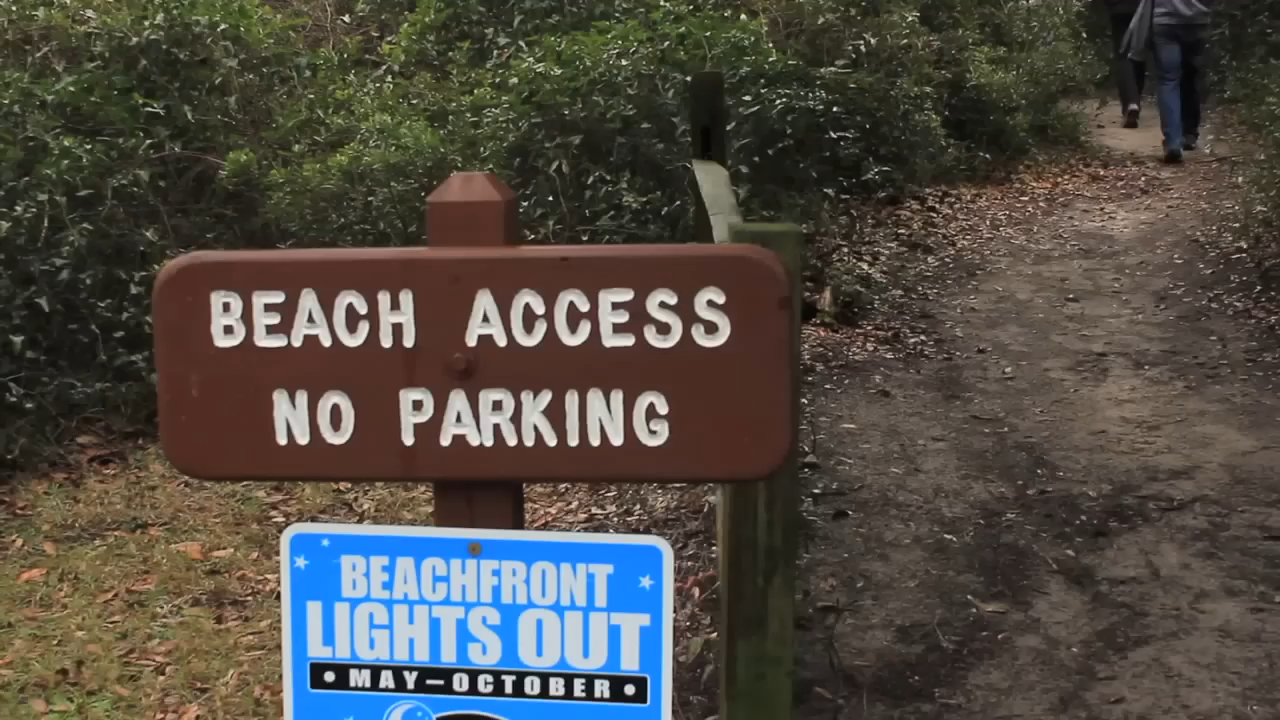 BEACH ACCESS
NO PARKING
BEACHFRONT
LIGHTS OUT
• MAY–OCTOBER •